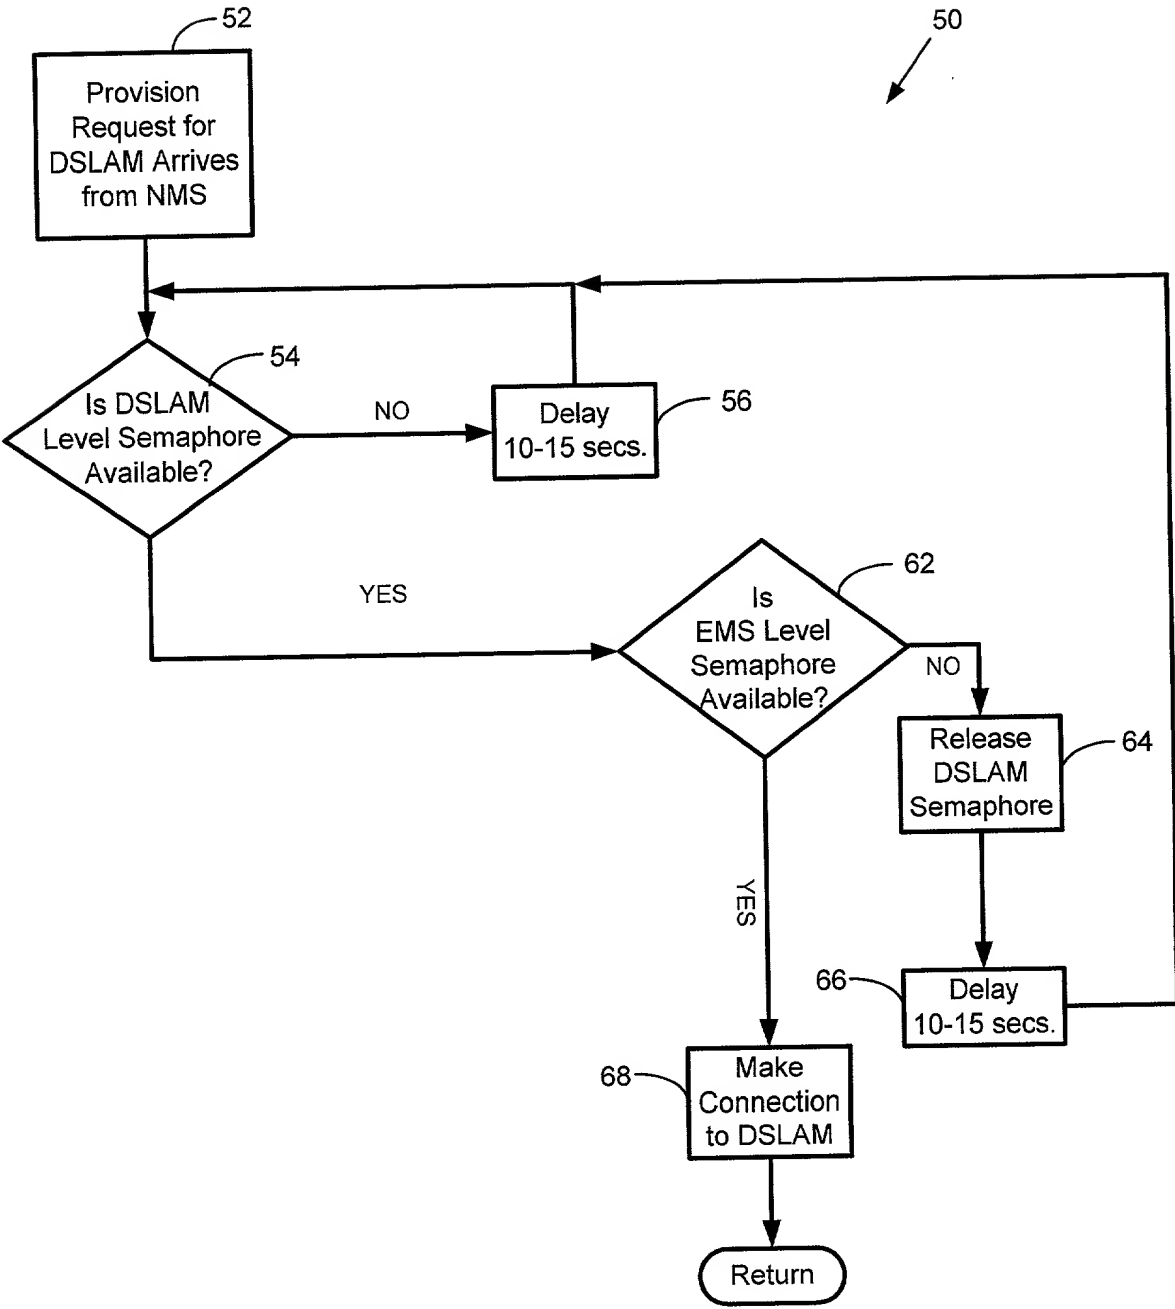 52
50
Provision
Request for
DSLAM Arrives
from NMS
54
Is DSLAM
Level Semaphore
Available?
NO
Delay
10-15 secs.
56
YES
62
Is
EMS Level
Semaphore
Available?
NO
Release
DSLAM
Semaphore
64
YES
66
Delay
10-15 secs.
68
Make
Connection
to DSLAM
Return